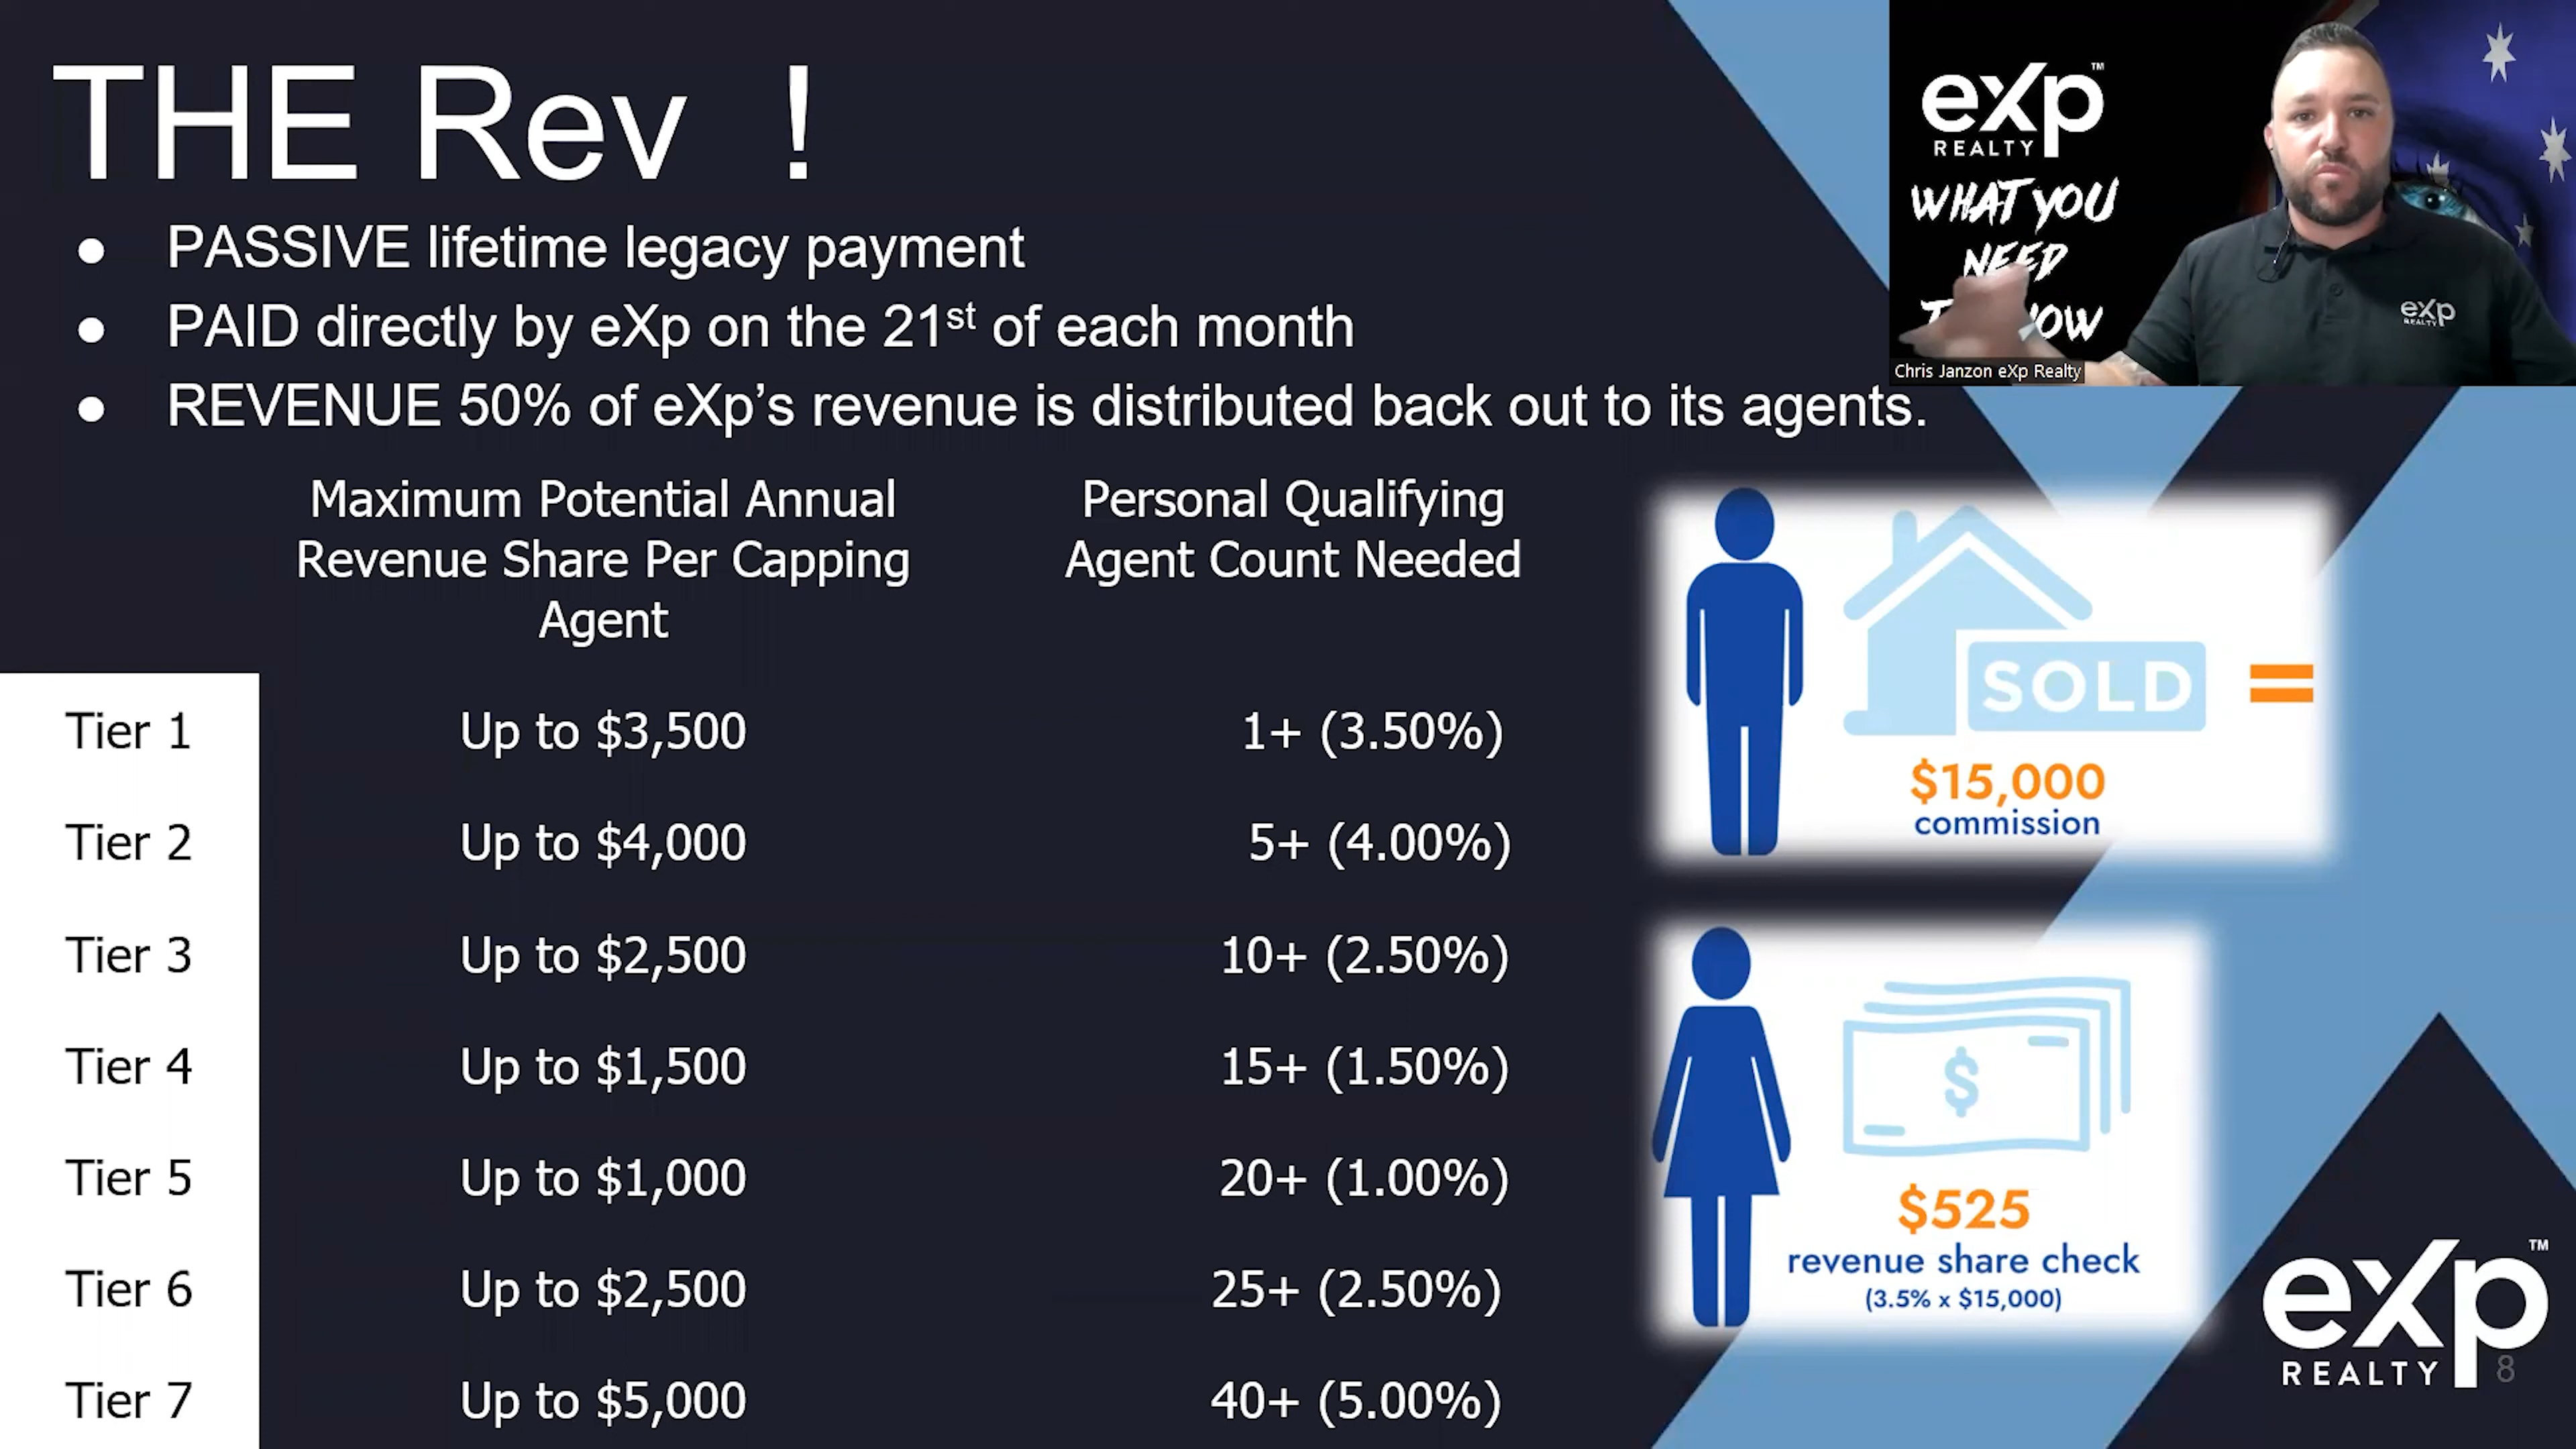 THE Rev !
● PASSIVE lifetime legacy payment
● PAID directly by eXp on the 21st of each month
● REVENUE 50% of eXp’s revenue is distributed back out to its agents.
eXp™
REALTY
WHAT YOU
NEED
OW
eXp
REALTY
Chris Janzon eXp Realty
Maximum Potential Annual
Revenue Share Per Capping
Agent
Personal Qualifying
Agent Count Needed
Tier 1 Up to $3,500 1+ (3.50%)
Tier 2 Up to $4,000 5+ (4.00%)
Tier 3 Up to $2,500 10+ (2.50%)
Tier 4 Up to $1,500 15+ (1.50%)
Tier 5 Up to $1,000 20+ (1.00%)
Tier 6 Up to $2,500 25+ (2.50%)
Tier 7 Up to $5,000 40+ (5.00%)
SOLD =
$15,000
commission
$
$525
revenue share check
(3.5% x $15,000)
eXp™
REALTY
8